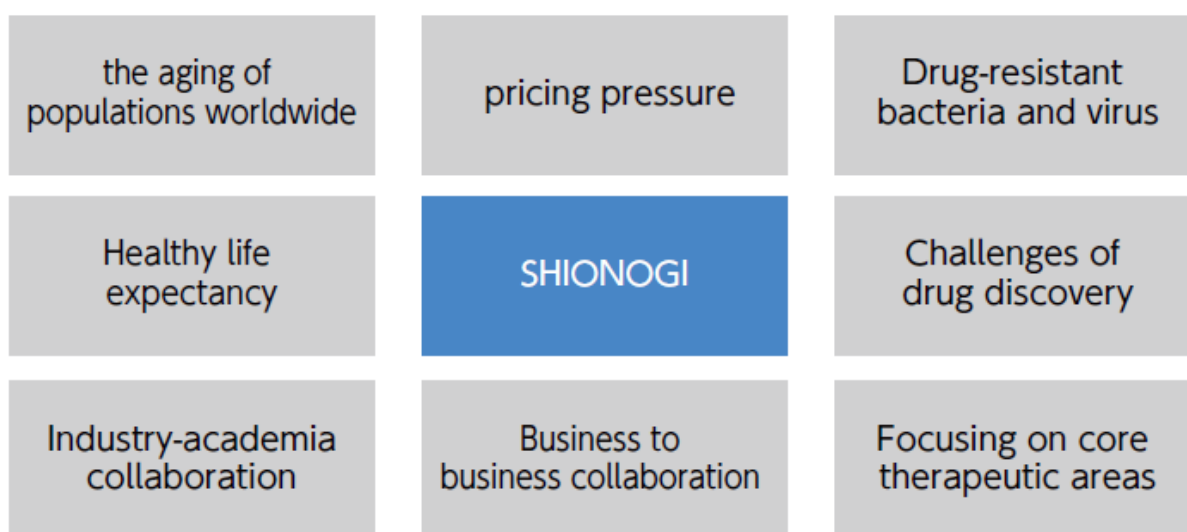 the aging of
populations worldwide
pricing pressure
Drug-resistant
bacteria and virus
Healthy life
expectancy
SHIONOGI
Challenges of
drug discovery
Industry-academia
collaboration
Business to
business collaboration
Focusing on core
therapeutic areas